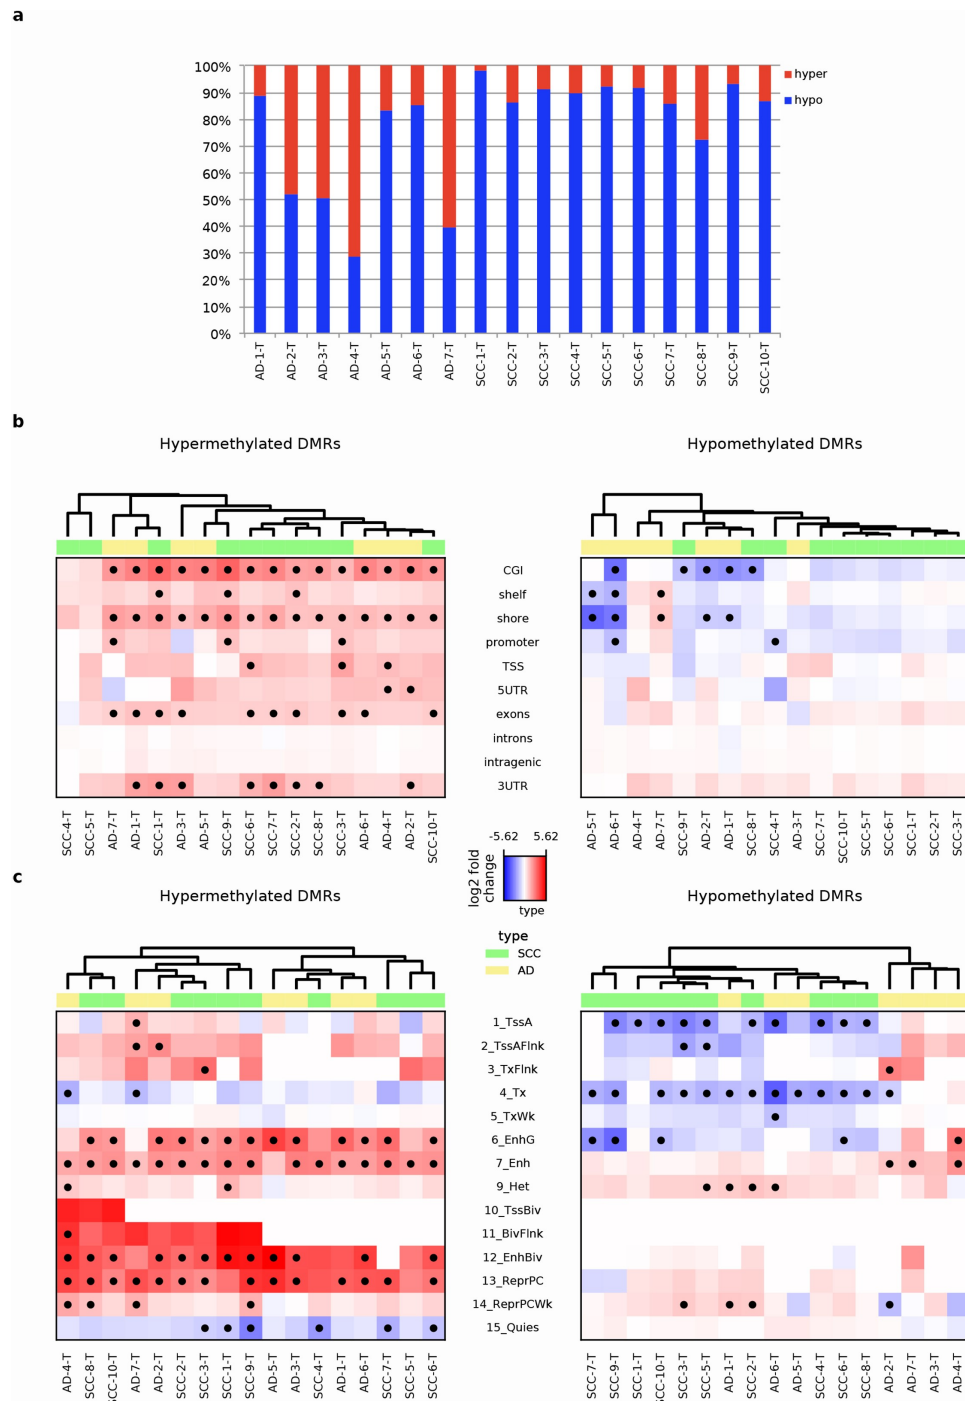 a
100%
90%
80%
70%
60%
50%
40%
30%
20%
10%
0%
hyper
hypo
AD-1-T
AD-2-T
AD-3-T
AD-4-T
AD-5-T
AD-6-T
AD-7-T
SCC-1-T
SCC-2-T
SCC-3-T
SCC-4-T
SCC-5-T
SCC-6-T
SCC-7-T
SCC-8-T
SCC-9-T
SCC-10-T
b
Hypermethylated DMRs
Hypomethylated DMRs
CGI
shelf
shore
promoter
TSS
5UTR
exons
introns
intragenic
3UTR
SCC-4-T
SCC-5-T
AD-7-T
AD-1-T
SCC-1-T
AD-3-T
AD-5-T
SCC-9-T
SCC-6-T
SCC-7-T
SCC-2-T
SCC-8-T
SCC-3-T
AD-6-T
AD-4-T
AD-2-T
SCC-10-T
AD-5-T
AD-6-T
AD-4-T
AD-7-T
SCC-9-T
AD-2-T
AD-1-T
SCC-8-T
SCC-4-T
AD-3-T
SCC-7-T
SCC-10-T
SCC-5-T
SCC-6-T
SCC-1-T
SCC-2-T
SCC-3-T
-5.62 5.62
log2 fold
change
type
c
Hypermethylated DMRs
Hypomethylated DMRs
type
SCC
AD
1_TssA
2_TssAFlnk
3_TxFlnk
4_Tx
5_TxWk
6_EnhG
7_Enh
9_Het
10_TssBiv
11_BivFlnk
12_EnhBiv
13_ReprPC
14_ReprPCWk
15_Quies
AD-4-T
SCC-8-T
SCC-10-T
AD-7-T
AD-2-T
SCC-2-T
SCC-3-T
SCC-1-T
SCC-9-T
AD-5-T
AD-3-T
SCC-4-T
AD-1-T
AD-6-T
SCC-7-T
SCC-5-T
SCC-6-T
SCC-7-T
SCC-9-T
SCC-1-T
SCC-10-T
SCC-3-T
SCC-5-T
AD-1-T
SCC-2-T
AD-6-T
AD-5-T
SCC-4-T
SCC-6-T
SCC-8-T
AD-2-T
AD-7-T
AD-3-T
AD-4-T